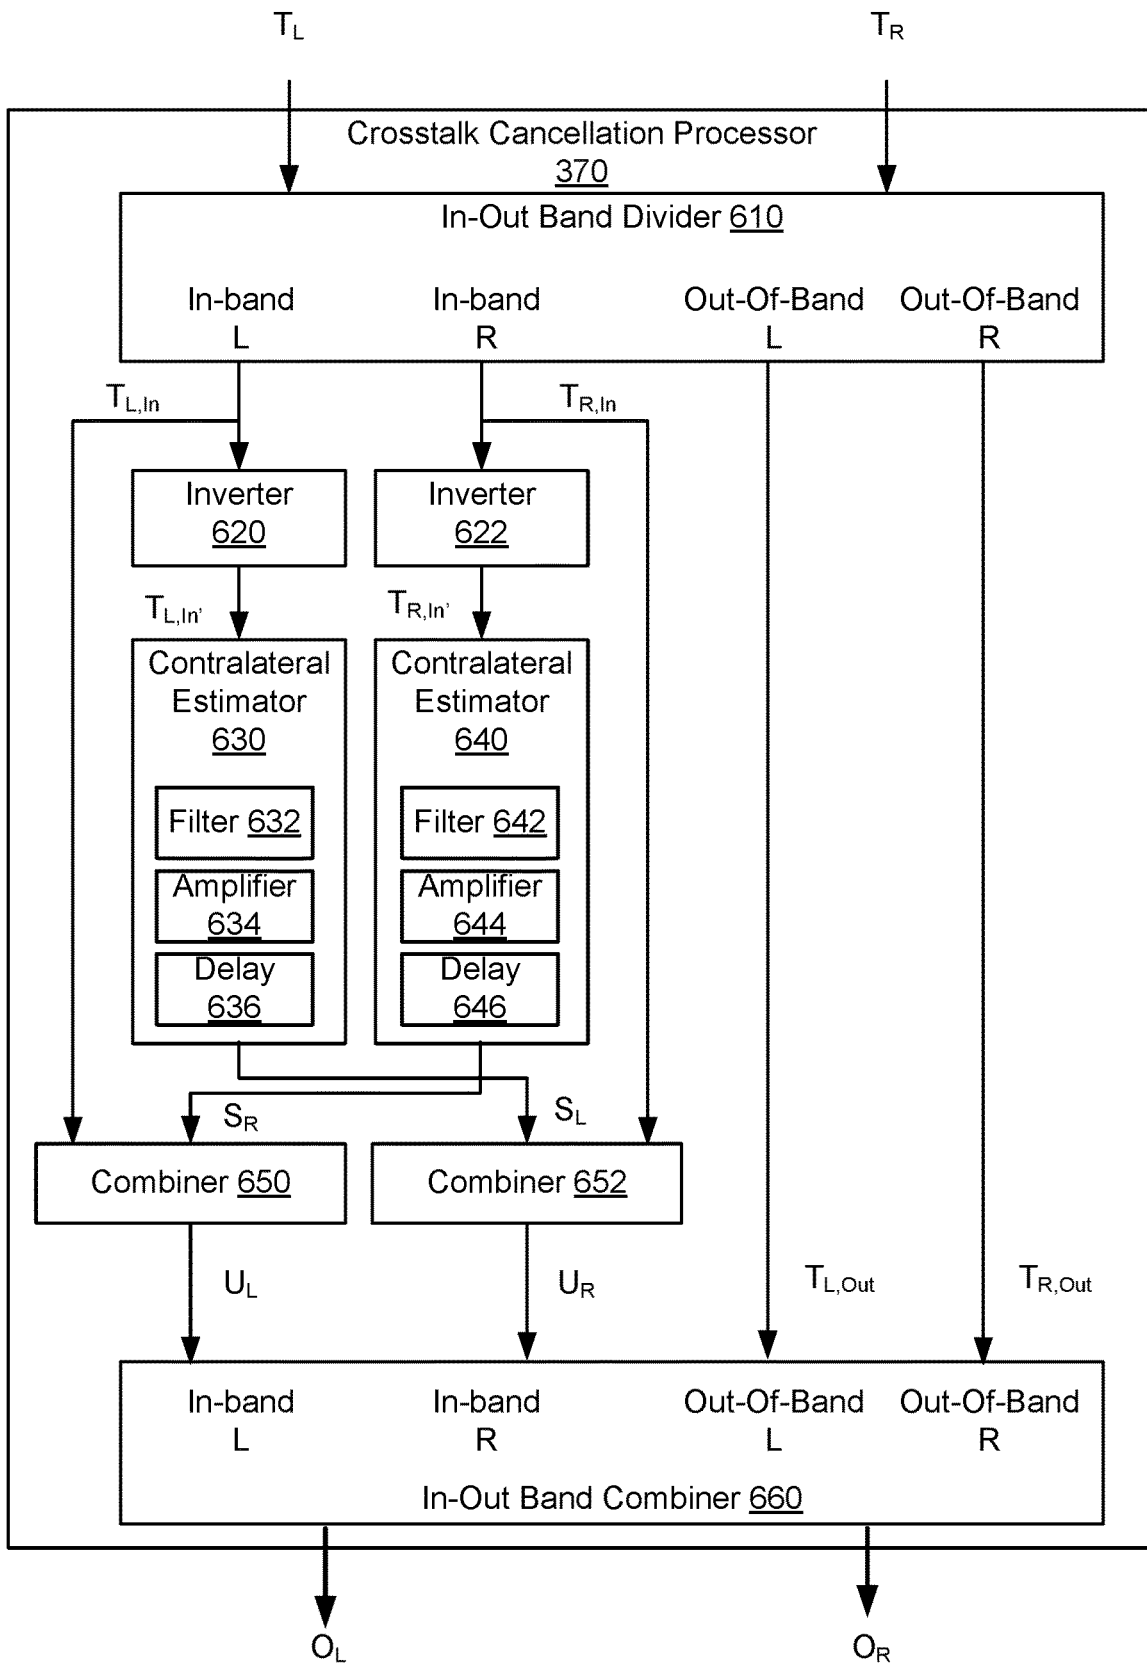 T_L T_R
Crosstalk Cancellation Processor
370
In-Out Band Divider 610
In-band In-band Out-Of-Band Out-Of-Band
L R L R
T_L,In T_R,In
Inverter
620
Inverter
622
T_L,In' T_R,In'
Contralateral
Estimator
630
Filter 632
Amplifier
634
Delay
636
Contralateral
Estimator
640
Filter 642
Amplifier
644
Delay
646
S_R S_L
Combiner 650
Combiner 652
U_L U_R T_L,Out T_R,Out
In-band In-band Out-Of-Band Out-Of-Band
L R L R
In-Out Band Combiner 660
O_L O_R